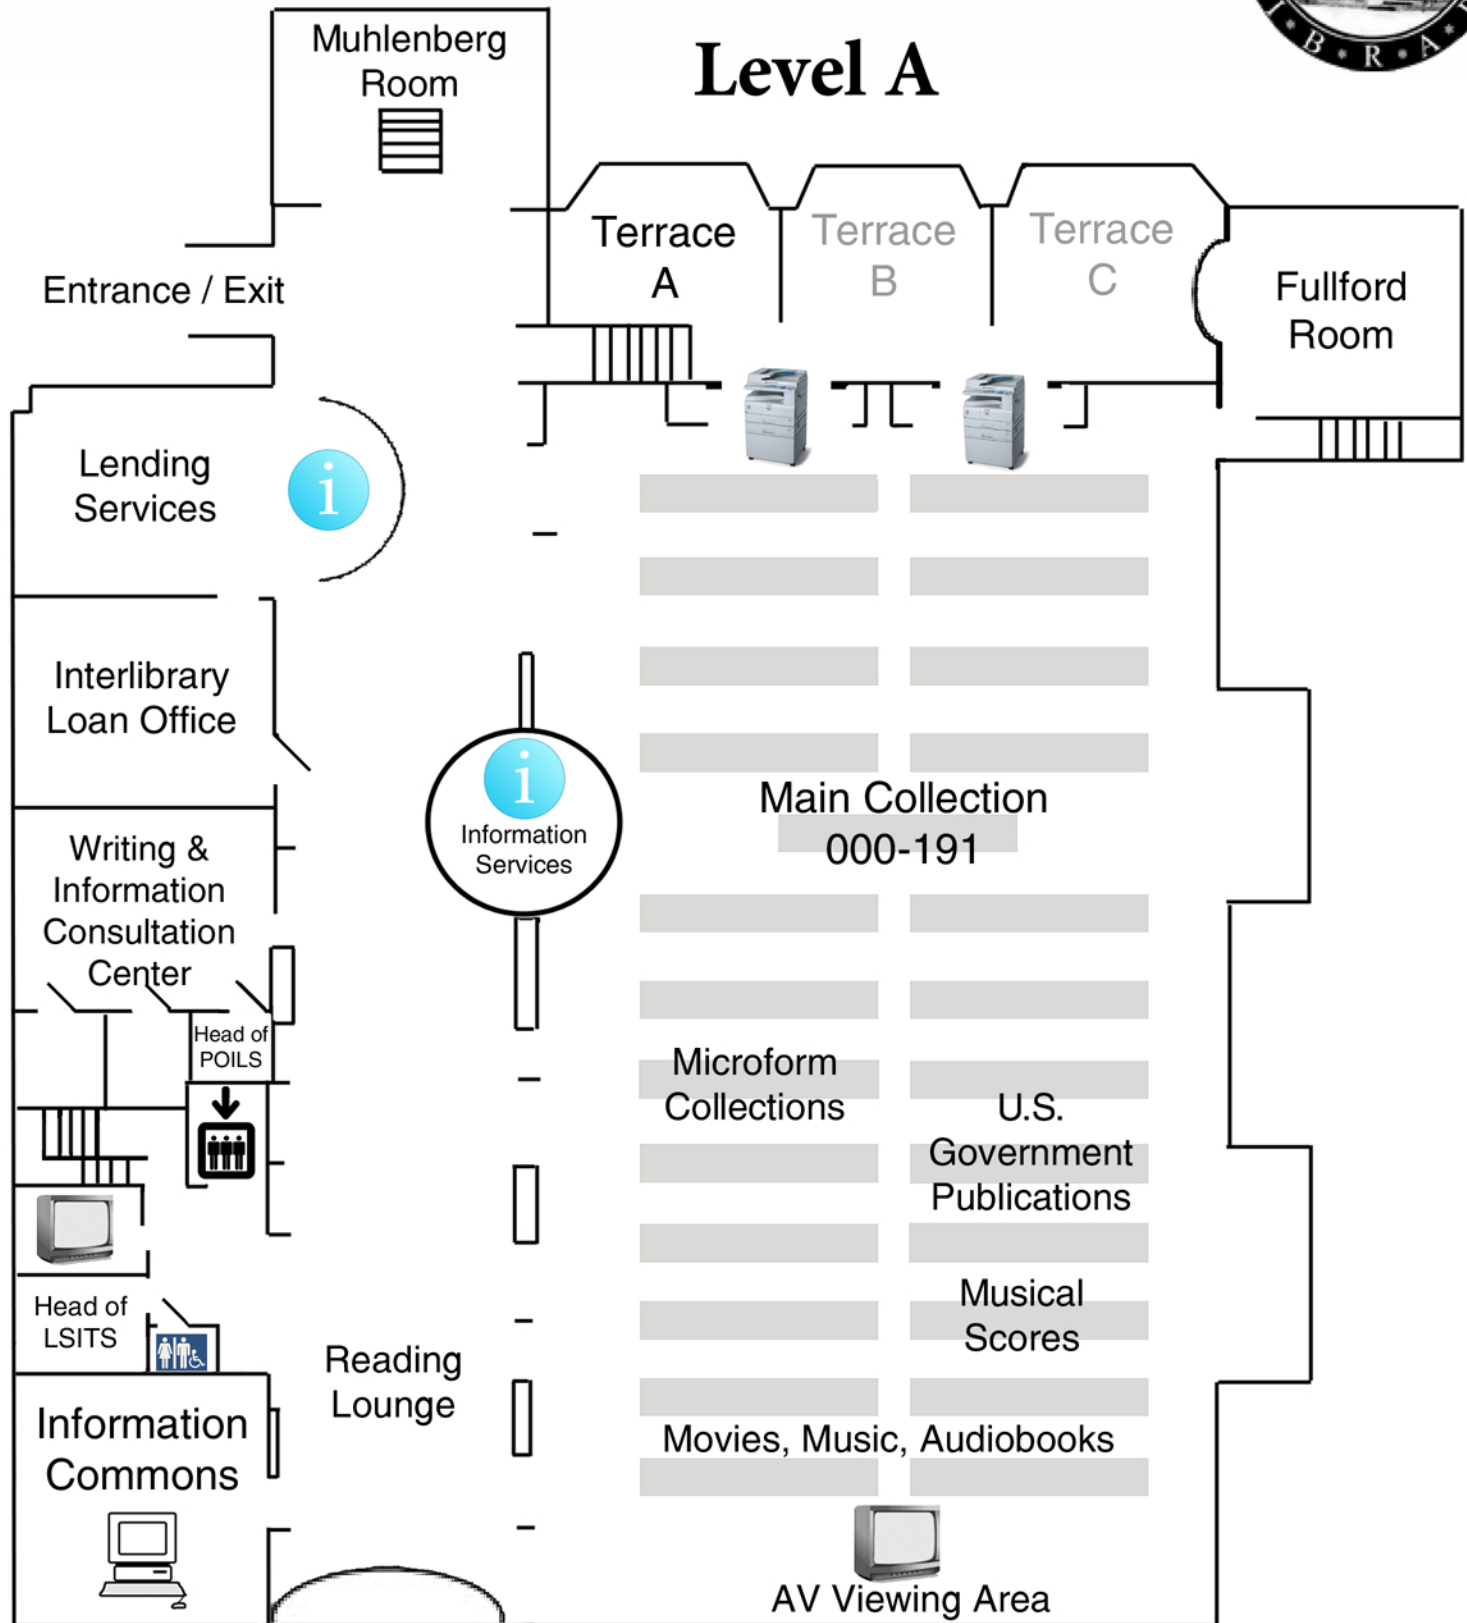 Level A
B • R • A
Muhlenberg
Room
Terrace
A
Terrace
B
Terrace
C
Fullford
Room
Entrance / Exit
Lending
Services
i
Interlibrary
Loan Office
i
Information
Services
Main Collection
000-191
Writing &
Information
Consultation
Center
Head of
POILS
Microform
Collections
U.S.
Government
Publications
Head of
LSITS
Musical
Scores
Reading
Lounge
Information
Commons
Movies, Music, Audiobooks
AV Viewing Area